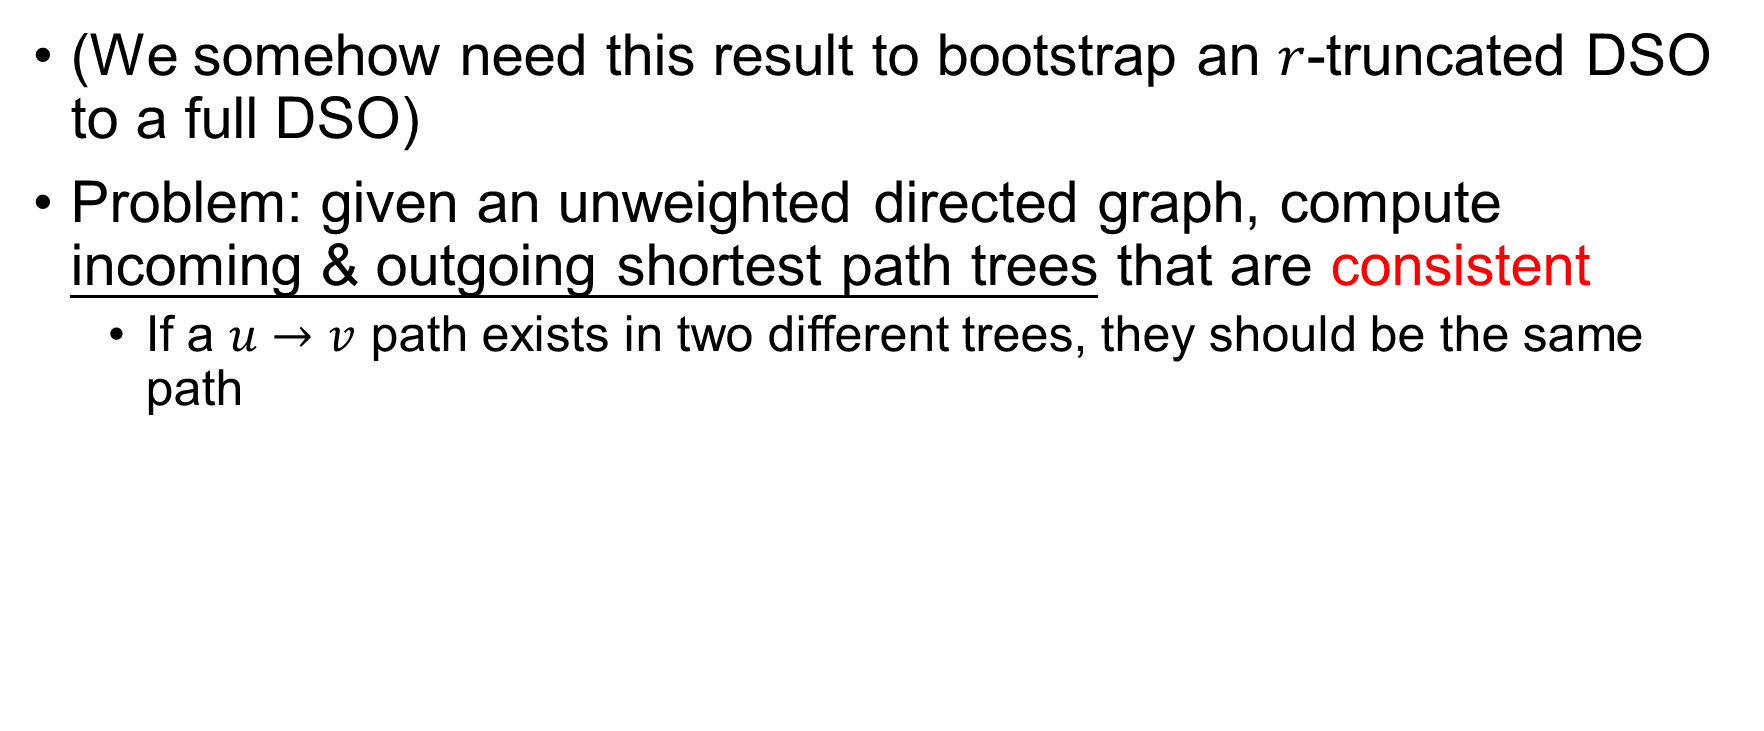 • (We somehow need this result to bootstrap an 𝑟-truncated DSO
to a full DSO)
• Problem: given an unweighted directed graph, compute
incoming & outgoing shortest path trees that are consistent
• If a 𝑢 → 𝑣 path exists in two different trees, they should be the same
path